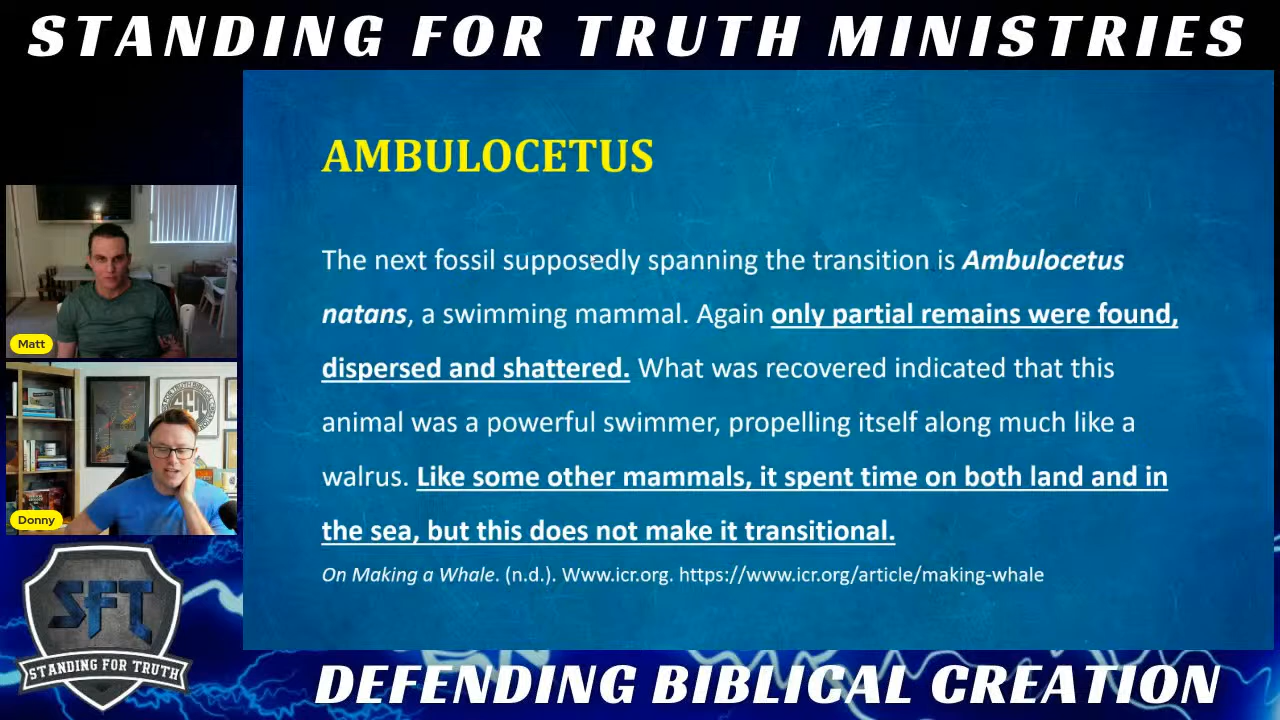 STANDING FOR TRUTH MINISTRIES
AMBULOCETUS
The next fossil supposedly spanning the transition is Ambulocetus
natans, a swimming mammal. Again only partial remains were found,
dispersed and shattered. What was recovered indicated that this
animal was a powerful swimmer, propelling itself along much like a
walrus. Like some other mammals, it spent time on both land and in
the sea, but this does not make it transitional.
On Making a Whale. (n.d.). Www.icr.org. https://www.icr.org/article/making-whale
Matt
Donny
SFT
STANDING FOR TRUTH
DEFENDING BIBLICAL CREATION